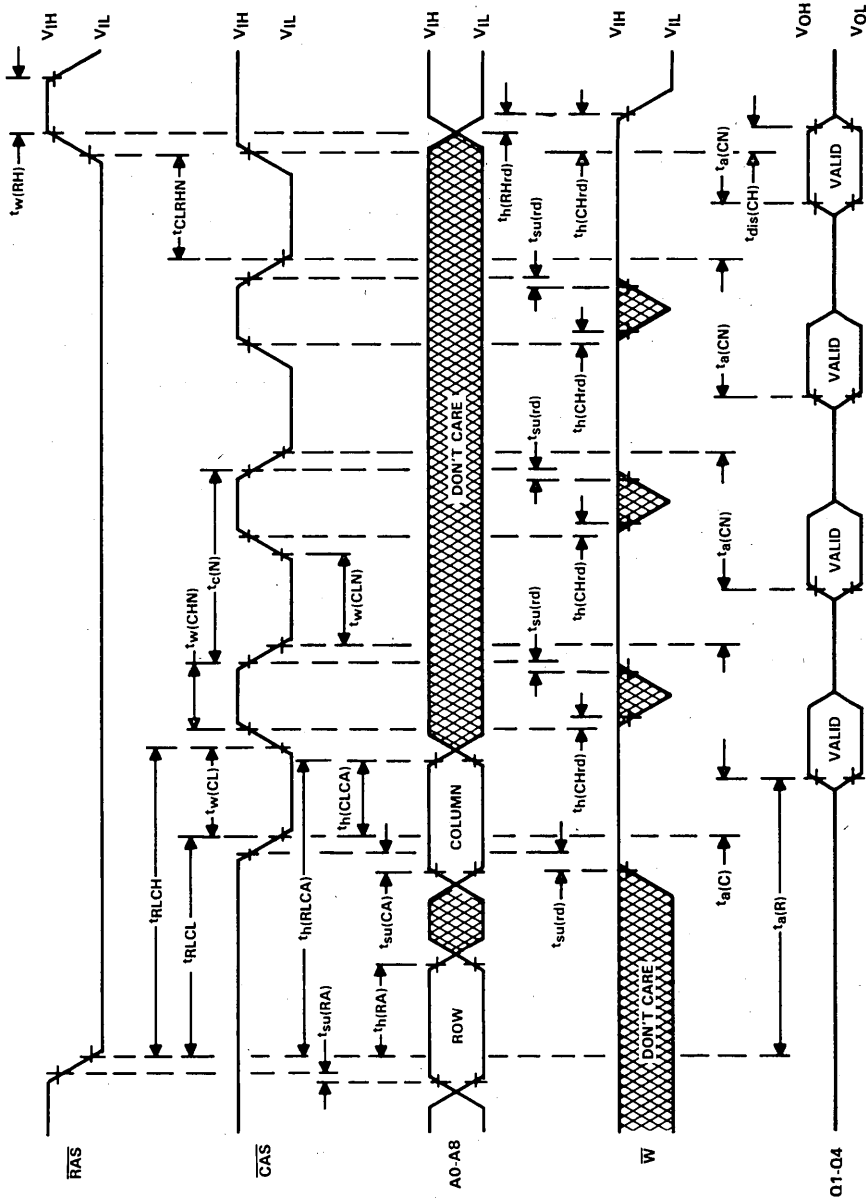 RAS
VIH
VIL
tw(RH)
tCLRHN
tRLCH
tRLCL
tw(CL)
tw(CHN)
tc(N)
CAS
VIH
VIL
tw(CLN)
th(RLCA)
th(CLCA)
tsu(RA)
th(RA)
tsu(CA)
A0-A8
ROW
COLUMN
DON'T CARE
VIH
VIL
th(RHrd)
tsu(rd)
th(CHrd)
tsu(rd)
th(CHrd)
tsu(rd)
th(CHrd)
tsu(rd)
th(CHrd)
W
DON'T CARE
VIH
VIL
ta(C)
ta(R)
ta(CN)
ta(CN)
ta(CN)
tdis(CH)
Q1-Q4
VALID
VALID
VALID
VALID
VOH
VOL